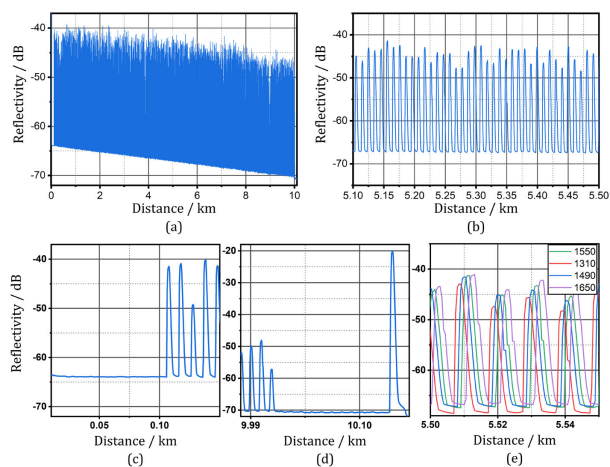 Reflectivity / dB
-40
-50
-60
-70
0 2 4 6 8 10
Distance / km
(a)
Reflectivity / dB
-40
-50
-60
-70
5.10 5.15 5.20 5.25 5.30 5.35 5.40 5.45 5.50
Distance / km
(b)
Reflectivity / dB
-40
-50
-60
-70
0.05 0.10
Distance / km
(c)
-20
-30
-40
-50
-60
-70
9.99 10.10
Distance / km
(d)
-40
-50
-60
-70
5.50 5.52 5.54
1550
1310
1490
1650
Distance / km
(e)